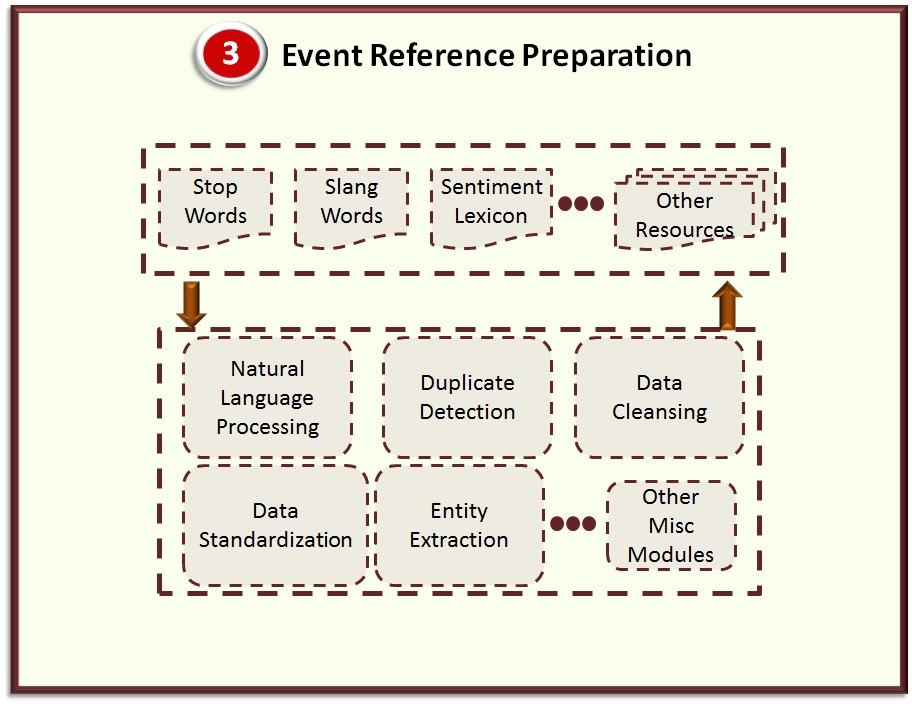 3 Event Reference Preparation
Stop
Words
Slang
Words
Sentiment
Lexicon
Other
Resources
Natural
Language
Processing
Duplicate
Detection
Data
Cleansing
Data
Standardization
Entity
Extraction
Other
Misc
Modules